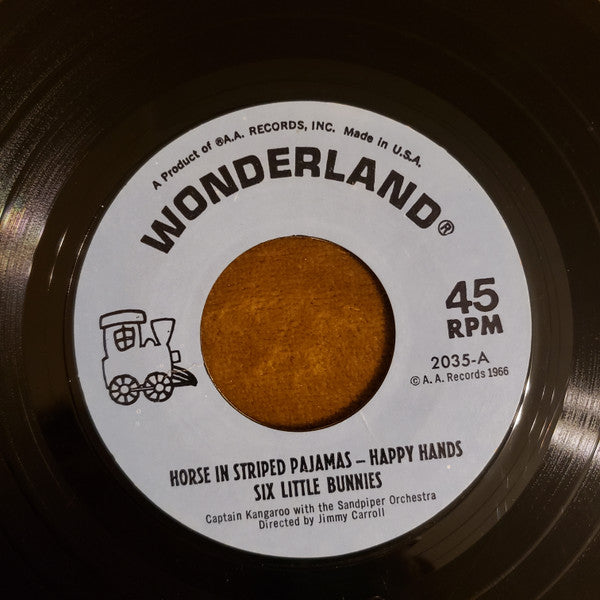 A Product of ®A.A. RECORDS, INC. Made in U.S.A.
WONDERLAND®
45
RPM
2035-A
© A. A. Records 1966
HORSE IN STRIPED PAJAMAS – HAPPY HANDS
SIX LITTLE BUNNIES
Captain Kangaroo with the Sandpiper Orchestra
Directed by Jimmy Carroll